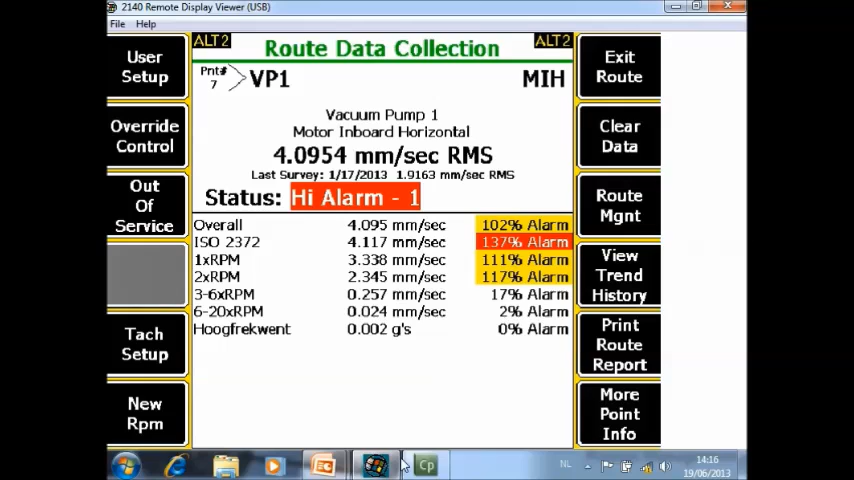 2140 Remote Display Viewer (USB)
File Help
ALT2 Route Data Collection ALT2
User Setup
Override Control
Out Of Service
Tach Setup
New Rpm
Pnt# 7 VP1 MIH
Vacuum Pump 1
Motor Inboard Horizontal
4.0954 mm/sec RMS
Last Survey: 1/17/2013 1.9163 mm/sec RMS
Status: Hi Alarm - 1
Overall 4.095 mm/sec 102% Alarm
ISO 2372 4.117 mm/sec 137% Alarm
1xRPM 3.338 mm/sec 111% Alarm
2xRPM 2.345 mm/sec 117% Alarm
3-6xRPM 0.257 mm/sec 17% Alarm
6-20xRPM 0.024 mm/sec 2% Alarm
Hoogfrekwent 0.002 g's 0% Alarm
Exit Route
Clear Data
Route Mgnt
View Trend History
Print Route Report
More Point Info
Cp
NL
14:16
19/06/2013